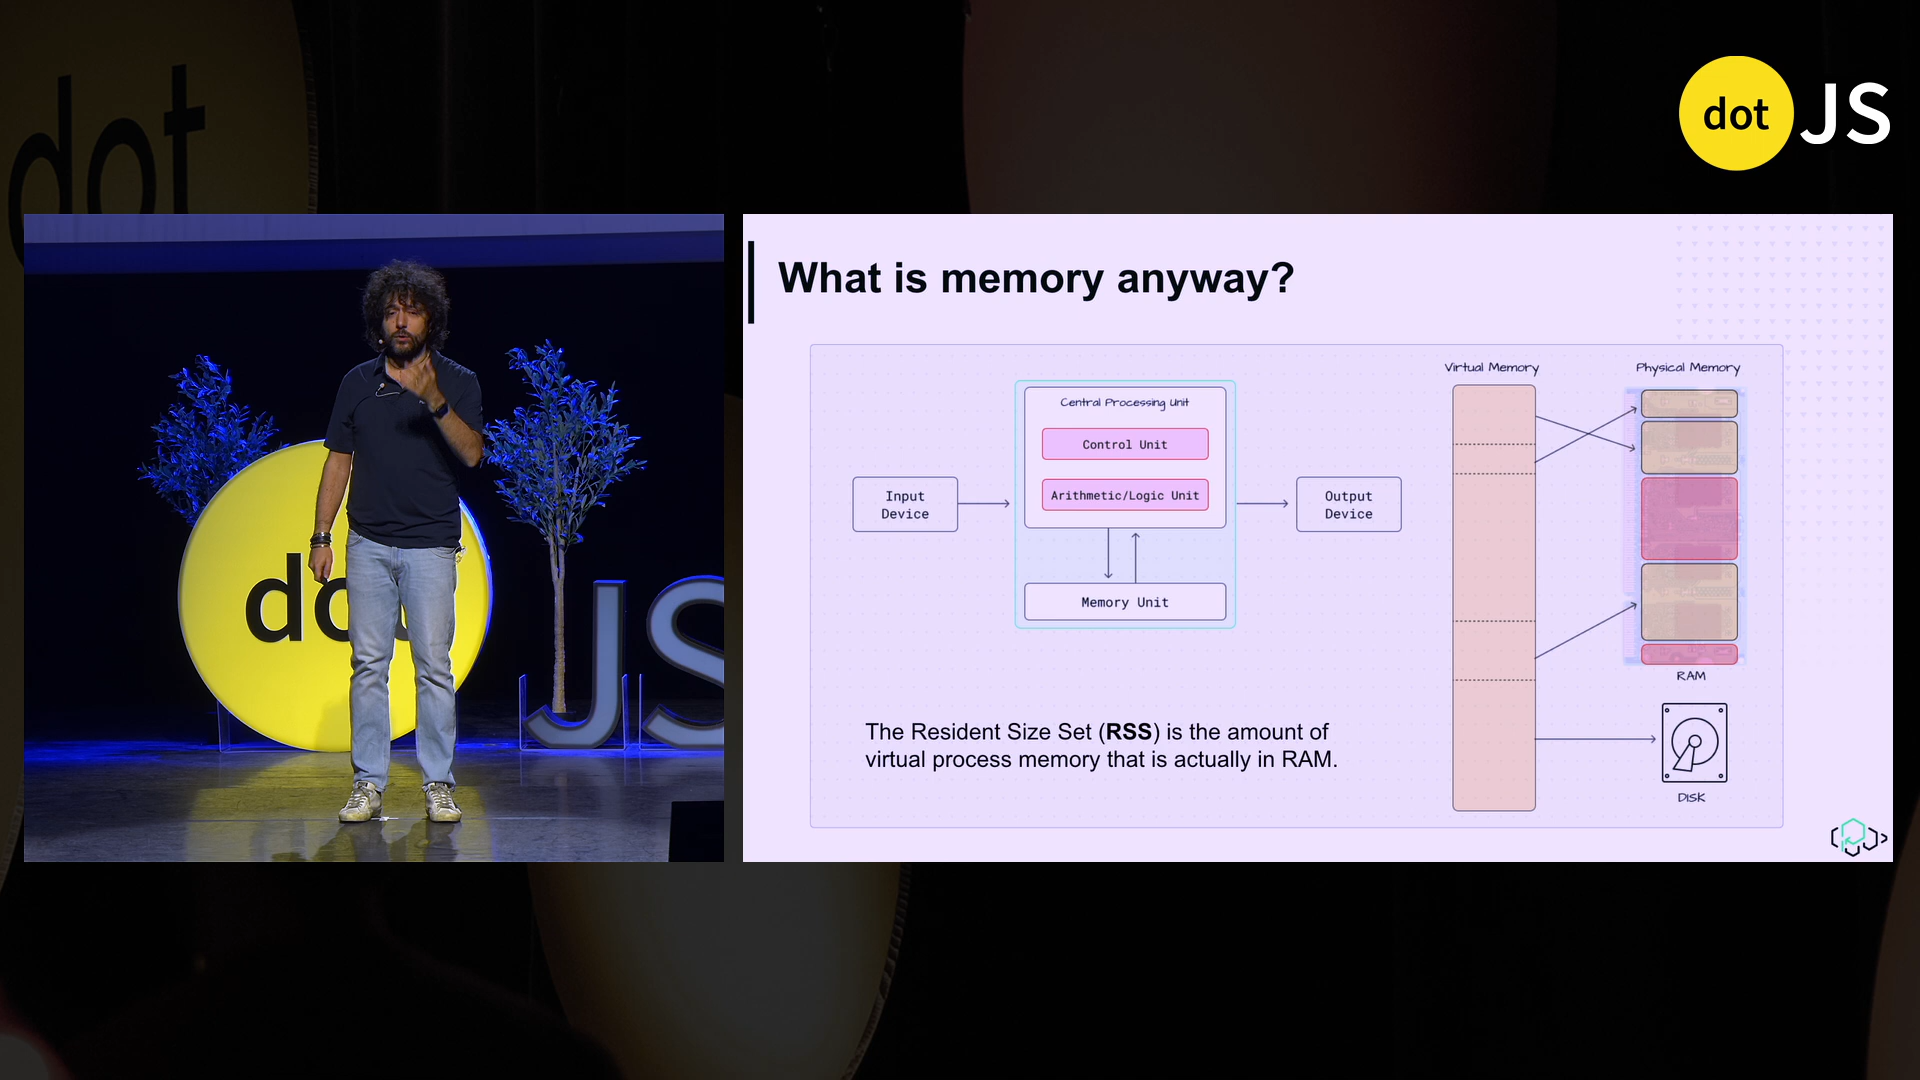 dot
dot JS
What is memory anyway?
Virtual Memory
Physical Memory
Central Processing Unit
Control Unit
Arithmetic/Logic Unit
Input
Device
Output
Device
Memory Unit
RAM
The Resident Size Set (RSS) is the amount of
virtual process memory that is actually in RAM.
DISK
JS